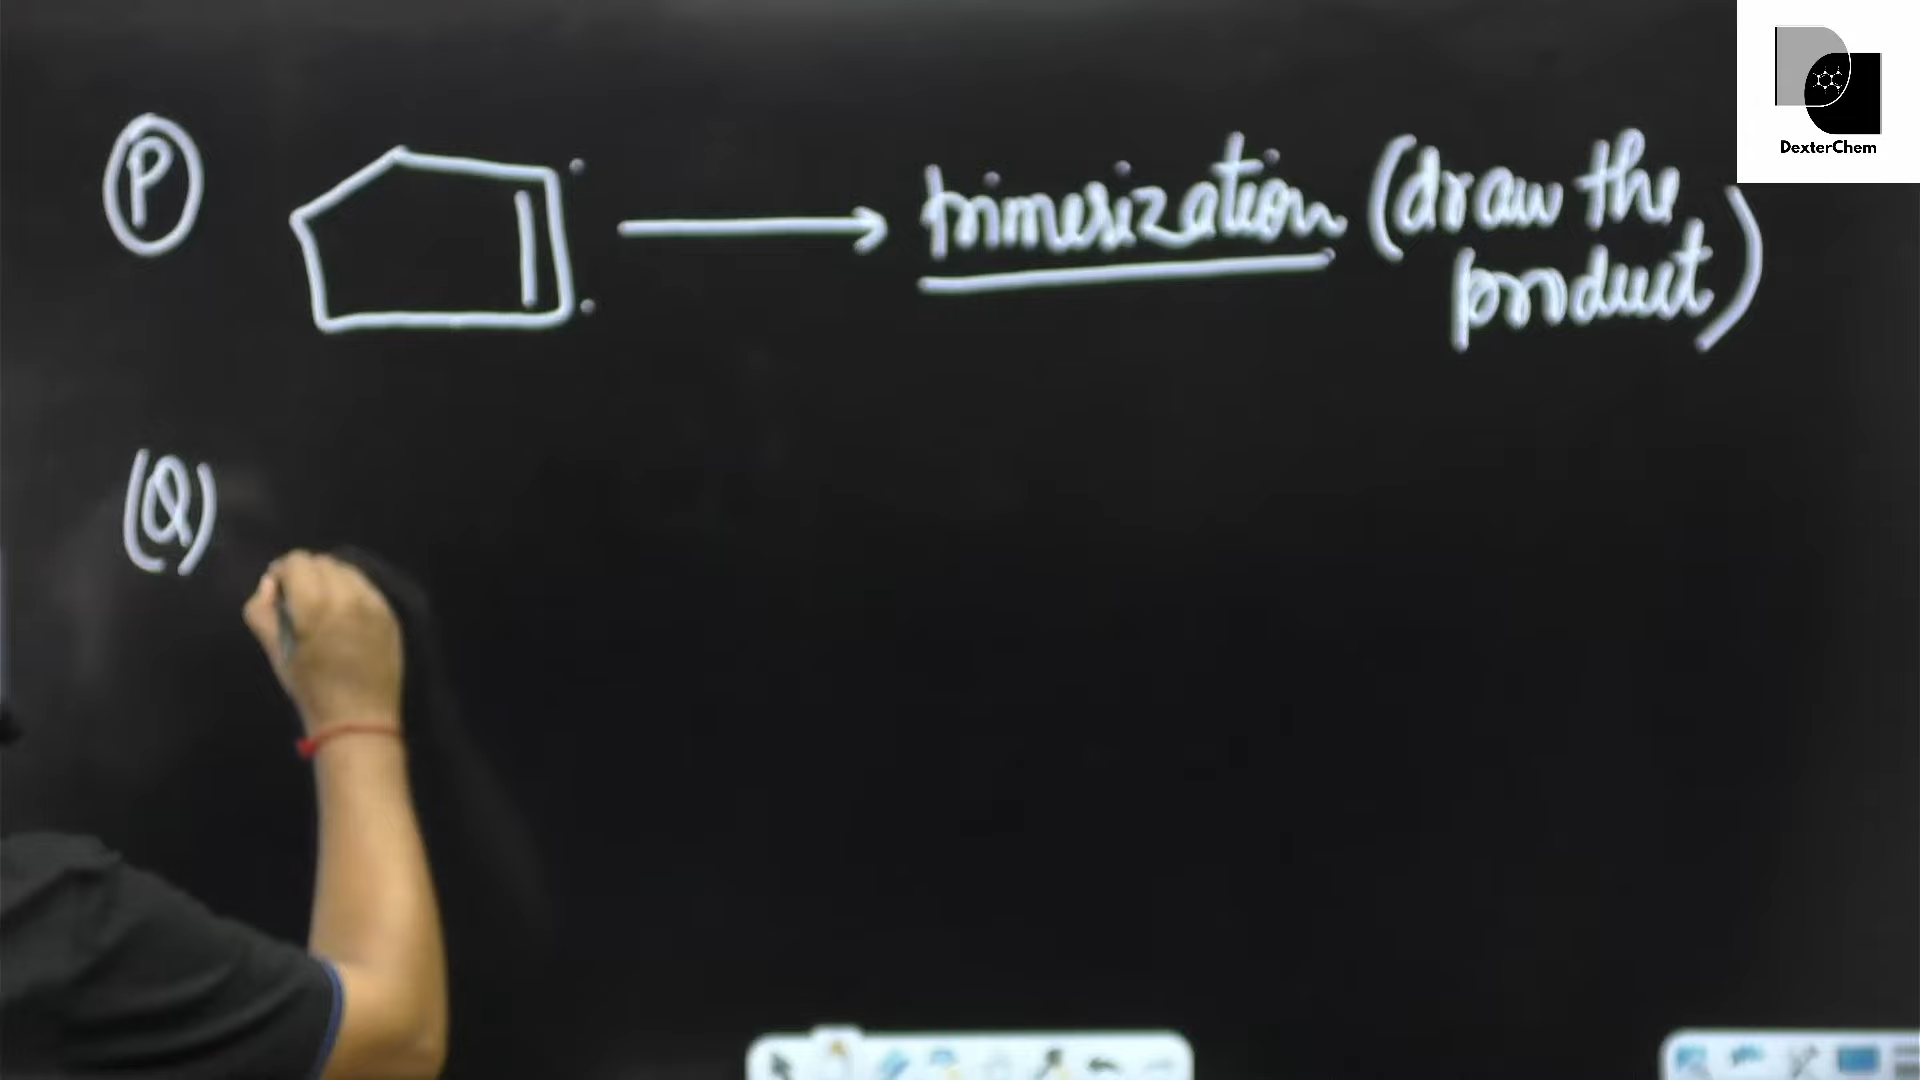 P
trimerization (draw the
product)
(Q)
DexterChem